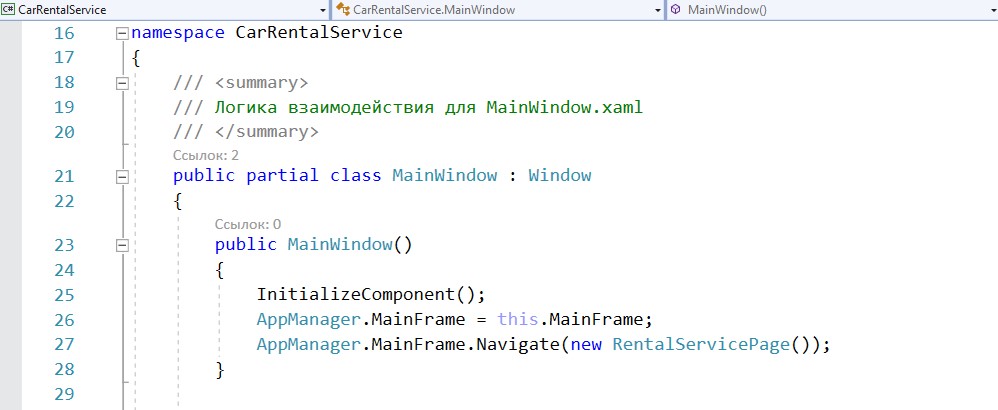 C# CarRentalService CarRentalService.MainWindow MainWindow()
16 namespace CarRentalService
17 {
18 /// <summary>
19 /// Логика взаимодействия для MainWindow.xaml
20 /// </summary>
Ссылок: 2
21 public partial class MainWindow : Window
22 {
Ссылок: 0
23 public MainWindow()
24 {
25 InitializeComponent();
26 AppManager.MainFrame = this.MainFrame;
27 AppManager.MainFrame.Navigate(new RentalServicePage());
28 }
29